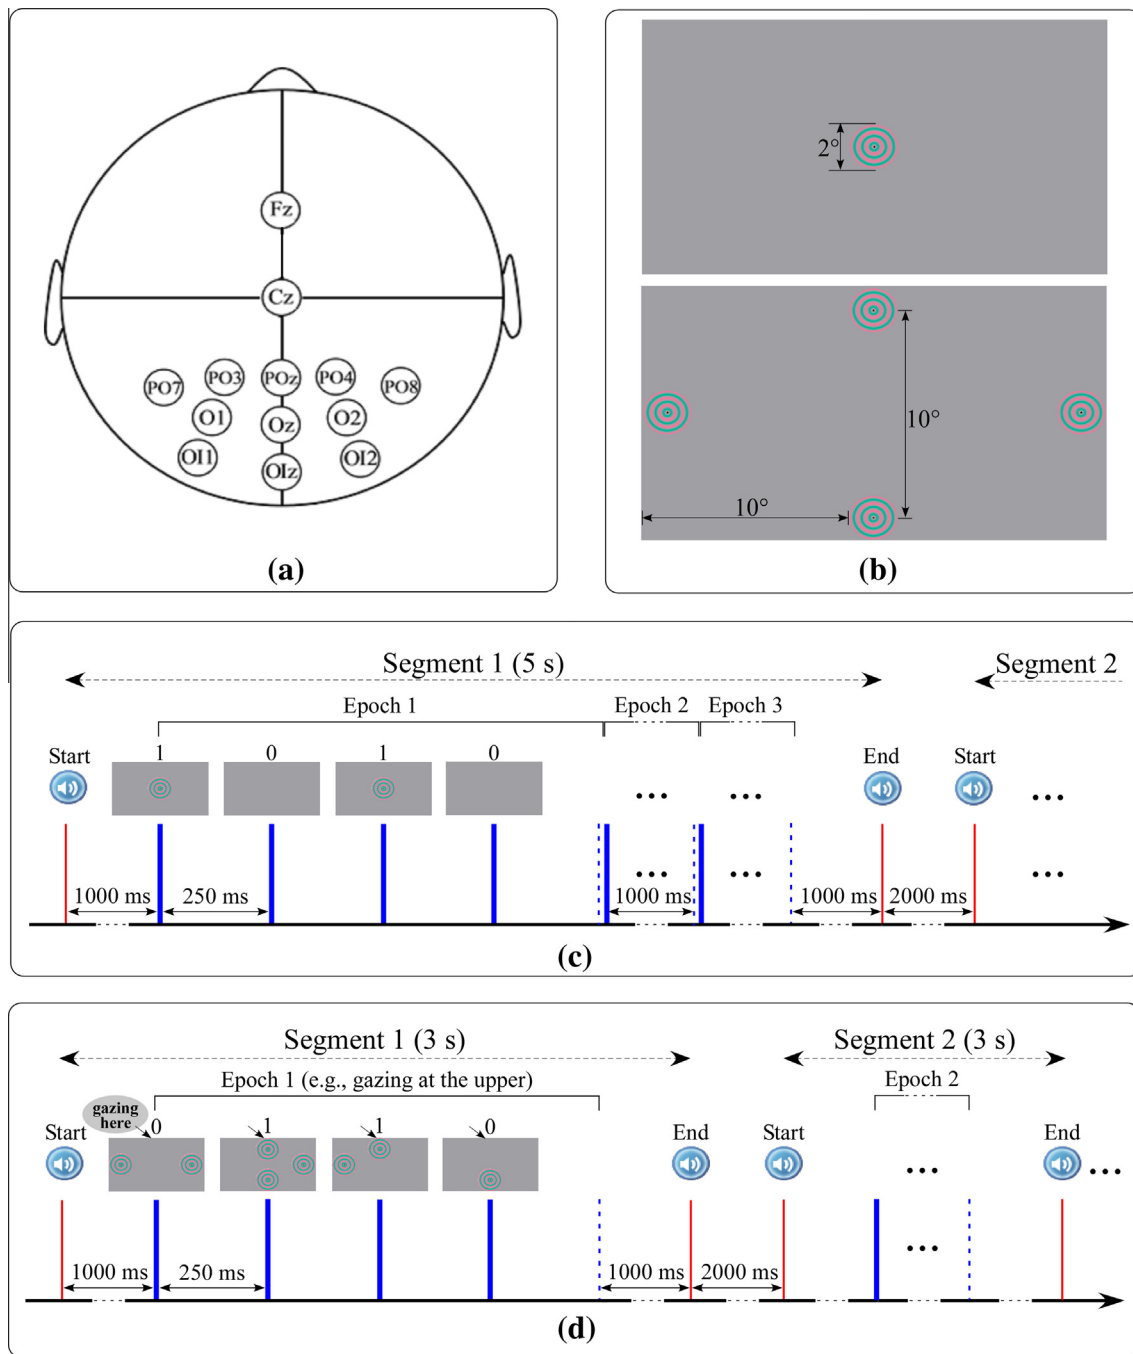 Fz
Cz
PO7 PO3 POz PO4 PO8
O1 Oz O2
OI1 OIz OI2
(a)
2°
10°
10°
(b)
Segment 1 (5 s) Segment 2
Epoch 1 Epoch 2 Epoch 3
Start 1 0 1 0 End Start
... ... ...
... ... ...
1000 ms 250 ms 1000 ms 1000 ms 2000 ms
(c)
Segment 1 (3 s) Segment 2 (3 s)
Epoch 1 (e.g., gazing at the upper) Epoch 2
gazing
here
Start 0 1 1 0 End Start End
... ...
...
1000 ms 250 ms 1000 ms 2000 ms
(d)